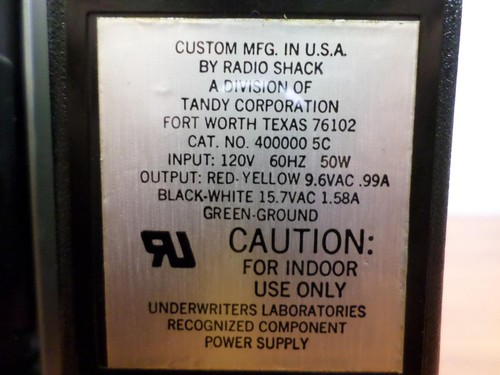 CUSTOM MFG. IN U.S.A.
BY RADIO SHACK
A DIVISION OF
TANDY CORPORATION
FORT WORTH TEXAS 76102
CAT. NO. 400000 5C
INPUT: 120V 60HZ 50W
OUTPUT: RED-YELLOW 9.6VAC .99A
BLACK-WHITE 15.7VAC 1.58A
GREEN-GROUND
CAUTION:
FOR INDOOR
USE ONLY
UNDERWRITERS LABORATORIES
RECOGNIZED COMPONENT
POWER SUPPLY